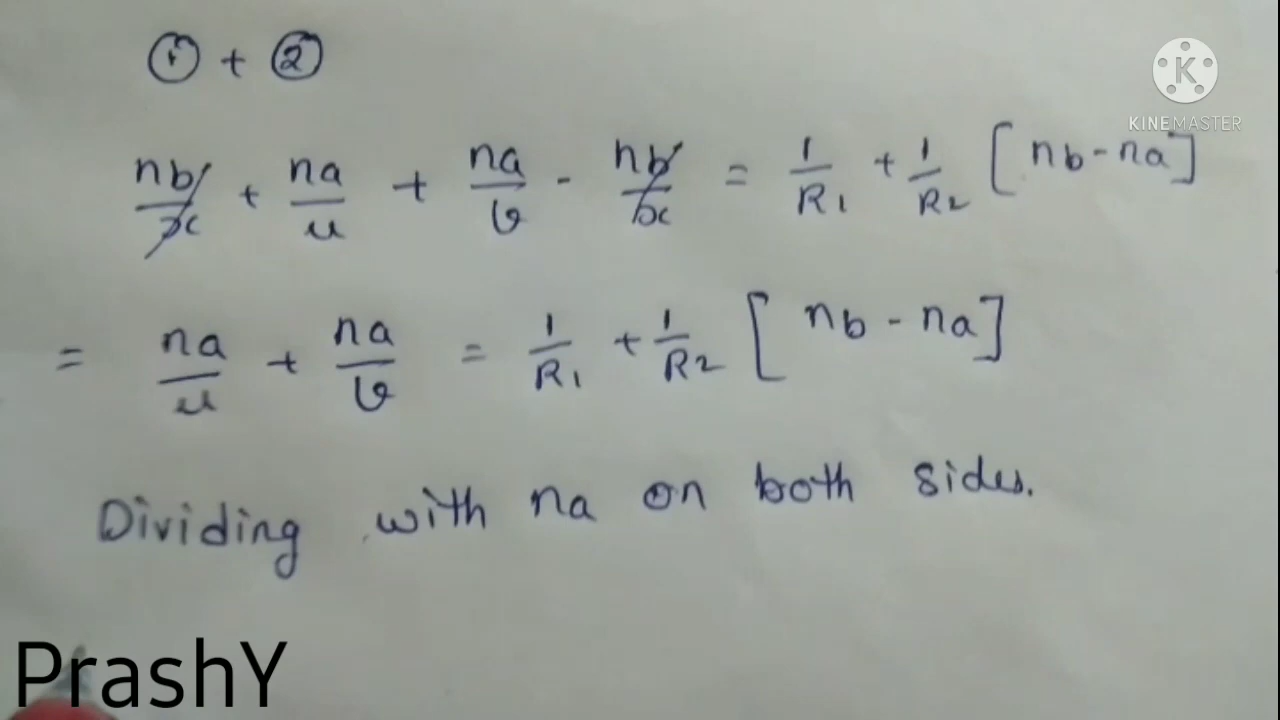 ① + ②
KINEMASTER
nb/x + na/u + na/v - nb/x = 1/R1 + 1/R2 [nb - na]
= na/u + na/v = 1/R1 + 1/R2 [nb - na]
Dividing with na on both sides.
PrashY